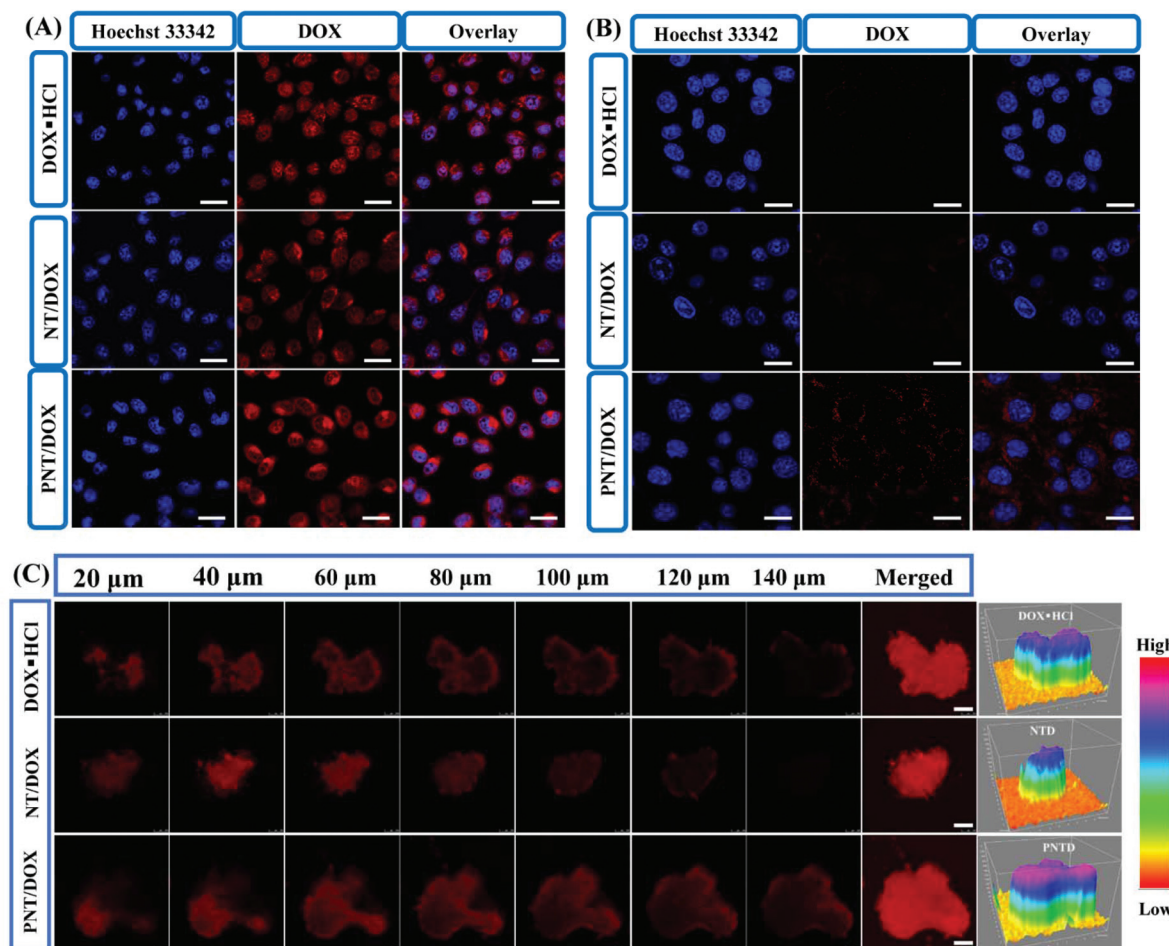 (A)
Hoechst 33342 DOX Overlay
DOX▪HCl
NT/DOX
PNT/DOX
(B)
Hoechst 33342 DOX Overlay
DOX▪HCl
NT/DOX
PNT/DOX
(C)
20 µm 40 µm 60 µm 80 µm 100 µm 120 µm 140 µm Merged
DOX▪HCl
NT/DOX
PNT/DOX
DOX▪HCl
NTD
PNTD
High
Low